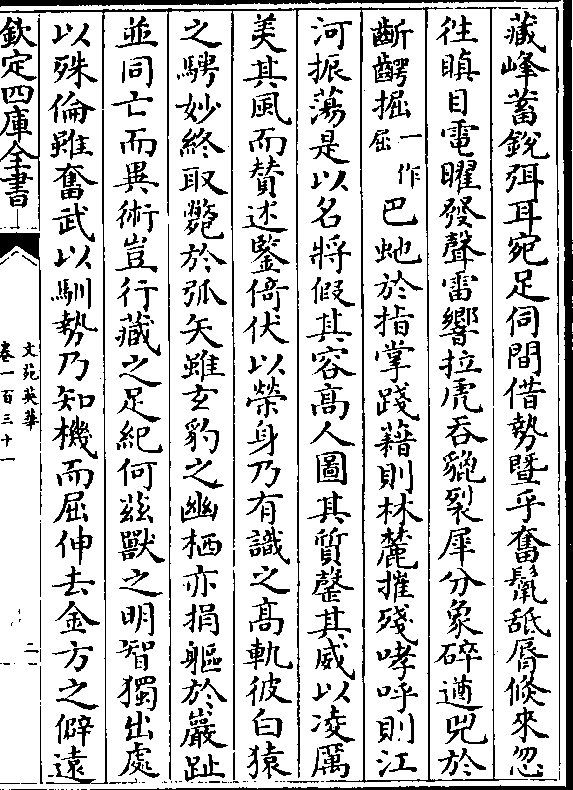 藏峰蓄銳弭耳宛足伺間借勢暨乎奮鬛舐脣倐來忽
徃瞋目電曜發聲雷響拉虎吞貔裂犀分象碎遒兕於
齗齶掘一作屈巴虵於指掌踐藉則林麓摧殘哮呼則江
河振蕩是以名將假其容髙人圖其質罄其威以凌厲
美其風而賛述鑒倚伏以榮身乃有識之髙軌彼白猿
之騁妙終取斃於弧矢雖玄豹之幽栖亦捐軀於巖趾
並同亡而異術豈行藏之足紀何兹獸之明智獨出處
以殊倫雖奮武以馴勢乃知機而屈伸去金方之僻遠
欽定四庫全書
文苑英華
卷一百三十一
二